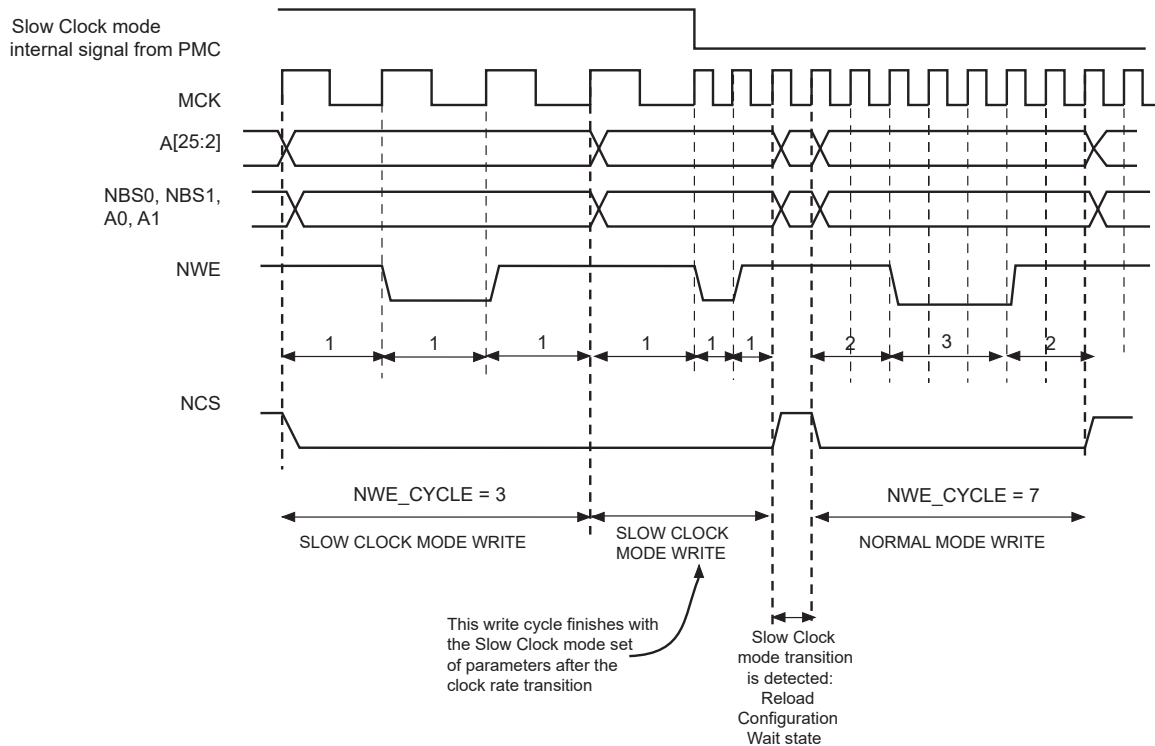 Slow Clock mode
internal signal from PMC
MCK
A[25:2]
NBS0, NBS1,
A0, A1
NWE
1 1 1 1 1 1 2 3 2
NCS
NWE_CYCLE = 3 NWE_CYCLE = 7
SLOW CLOCK MODE WRITE
SLOW CLOCK
MODE WRITE
NORMAL MODE WRITE
This write cycle finishes with
the Slow Clock mode set
of parameters after the
clock rate transition
Slow Clock
mode transition
is detected:
Reload
Configuration
Wait state